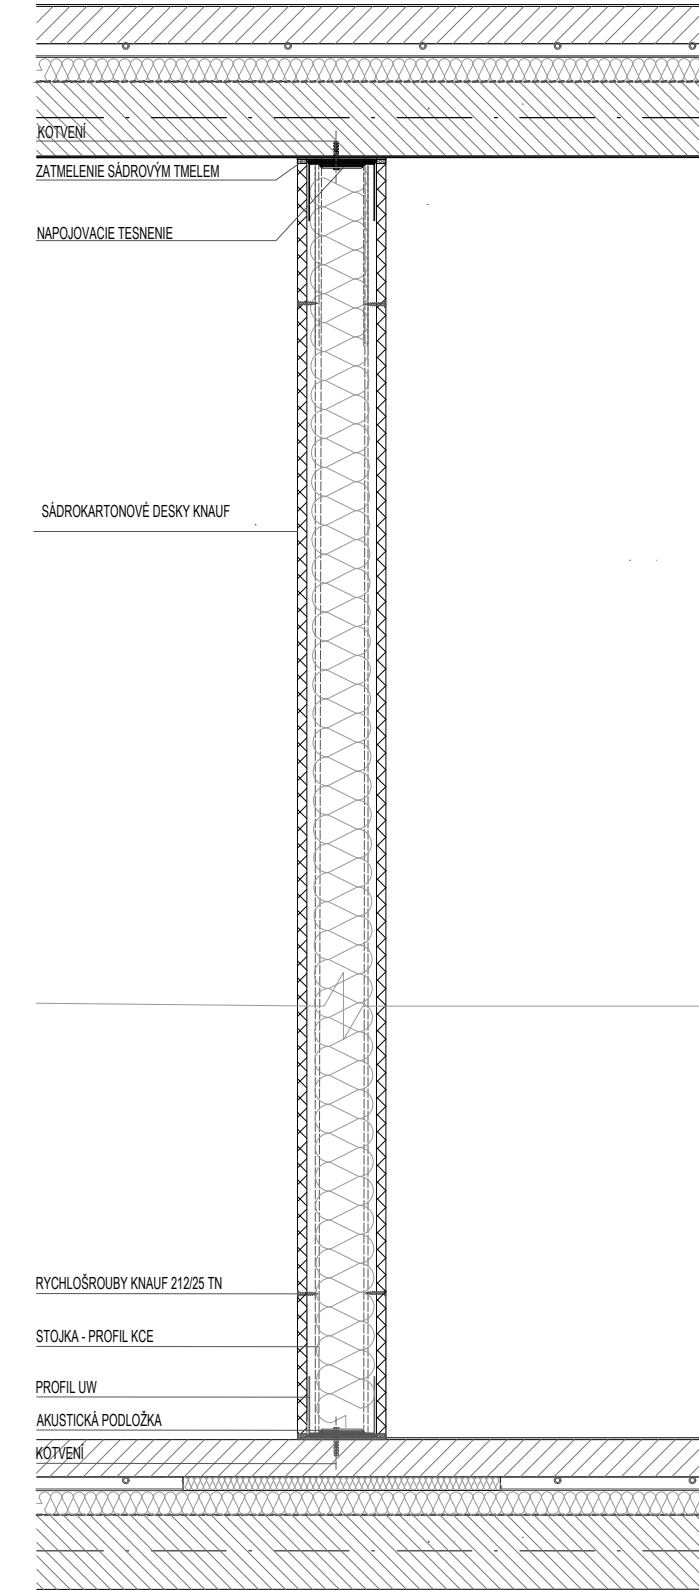 KOTVENÍ
ZATMELENIE SÁDROVÝM TMELEM
NAPOJOVACIE TESNENIE
SÁDROKARTONOVÉ DESKY KNAUF
RYCHLOŠROUBY KNAUF 212/25 TN
STOJKA - PROFIL KCE
PROFIL UW
AKUSTICKÁ PODLOŽKA
KOTVENÍ